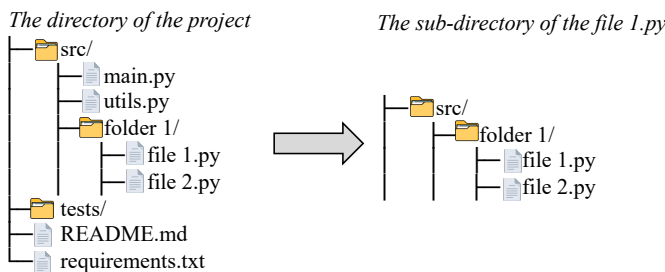 The directory of the project
src/
main.py
utils.py
folder 1/
file 1.py
file 2.py
tests/
README.md
requirements.txt
The sub-directory of the file 1.py
src/
folder 1/
file 1.py
file 2.py